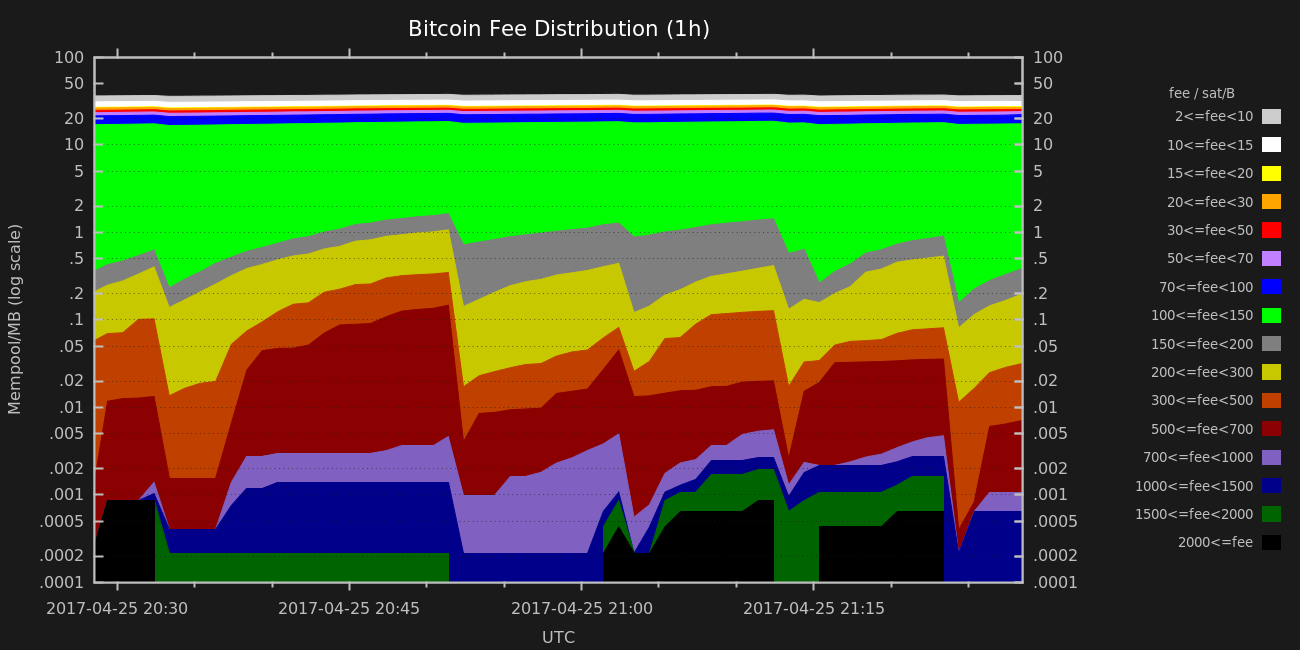 Bitcoin Fee Distribution (1h)
Mempool/MB (log scale)
100
50
20
10
5
2
1
.5
.2
.1
.05
.02
.01
.005
.002
.001
.0005
.0002
.0001
100
50
20
10
5
2
1
.5
.2
.1
.05
.02
.01
.005
.002
.001
.0005
.0002
.0001
fee / sat/B
2<=fee<10
10<=fee<15
15<=fee<20
20<=fee<30
30<=fee<50
50<=fee<70
70<=fee<100
100<=fee<150
150<=fee<200
200<=fee<300
300<=fee<500
500<=fee<700
700<=fee<1000
1000<=fee<1500
1500<=fee<2000
2000<=fee
2017-04-25 20:30
2017-04-25 20:45
2017-04-25 21:00
2017-04-25 21:15
UTC